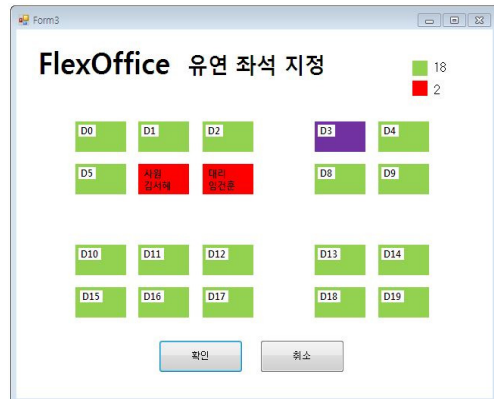 Form3
FlexOffice 유연 좌석 지정
18
2
D0 D1 D2 D3 D4
D5 사원 김서혜 대리 임건훈 D8 D9
D10 D11 D12 D13 D14
D15 D16 D17 D18 D19
확인 취소